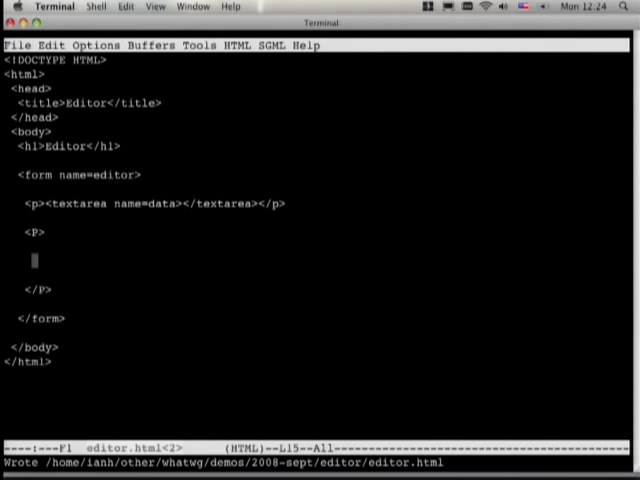 Terminal Shell Edit View Window Help Mon 12:24
Terminal
File Edit Options Buffers Tools HTML SGML Help
<!DOCTYPE HTML>
<html>
<head>
<title>Editor</title>
</head>
<body>
<h1>Editor</h1>
<form name=editor>
<p><textarea name=data></textarea></p>
<P>
</P>
</form>
</body>
</html>
----:---F1 editor.html<2> (HTML)--L15--All----------------------------------------
Wrote /home/ianh/other/whatwg/demos/2008-sept/editor/editor.html